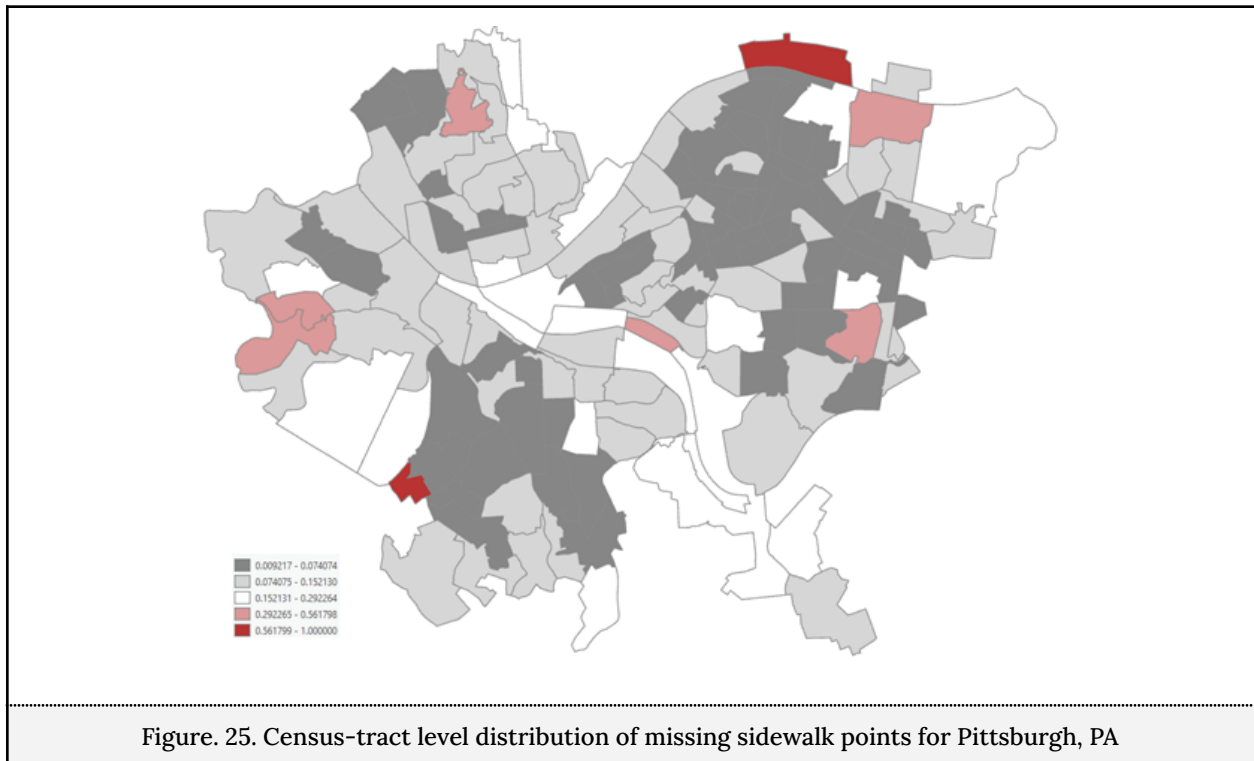 0.009217 - 0.074074
0.074075 - 0.152130
0.152131 - 0.292264
0.292265 - 0.561798
0.561799 - 1.000000
Figure. 25. Census-tract level distribution of missing sidewalk points for Pittsburgh, PA